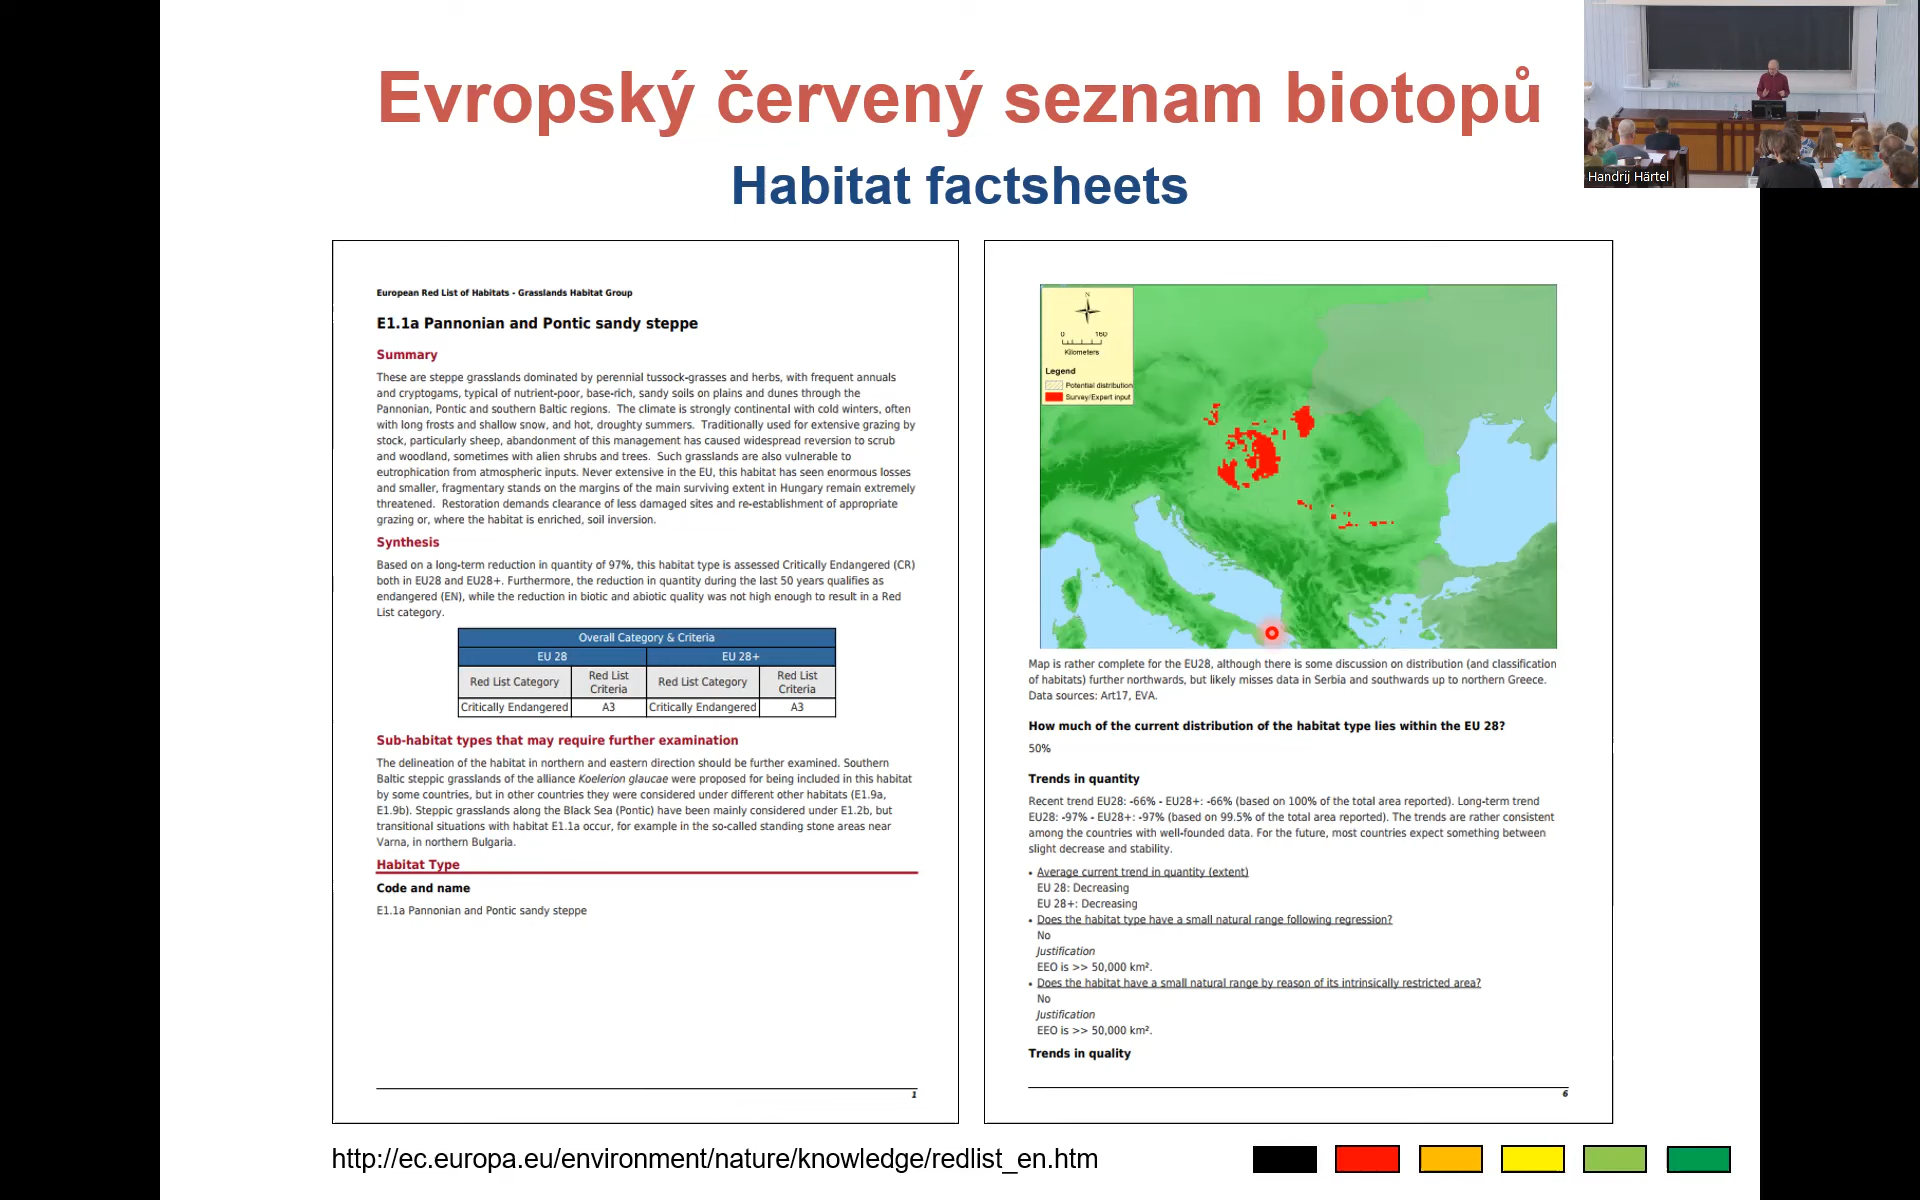 Evropský červený seznam biotopů
Habitat factsheets
Handrij Härtel
European Red List of Habitats - Grasslands Habitat Group
E1.1a Pannonian and Pontic sandy steppe
Summary
These are steppe grasslands dominated by perennial tussock-grasses and herbs, with frequent annuals
and cryptogams, typical of nutrient-poor, base-rich, sandy soils on plains and dunes through the
Pannonian, Pontic and southern Baltic regions. The climate is strongly continental with cold winters, often
with long frosts and shallow snow, and hot, droughty summers. Traditionally used for extensive grazing by
stock, particularly sheep, abandonment of this management has caused widespread reversion to scrub
and woodland, sometimes with alien shrubs and trees. Such grasslands are also vulnerable to
eutrophication from atmospheric inputs. Never extensive in the EU, this habitat has seen enormous losses
and smaller, fragmentary stands on the margins of the main surviving extent in Hungary remain extremely
threatened. Restoration demands clearance of less damaged sites and re-establishment of appropriate
grazing or, where the habitat is enriched, soil inversion.
Synthesis
Based on a long-term reduction in quantity of 97%, this habitat type is assessed Critically Endangered (CR)
both in EU28 and EU28+. Furthermore, the reduction in quantity during the last 50 years qualifies as
endangered (EN), while the reduction in biotic and abiotic quality was not high enough to result in a Red
List category.
Overall Category & Criteria
EU 28 EU 28+
Red List Category Red List Criteria Red List Category Red List Criteria
Critically Endangered A3 Critically Endangered A3
Sub-habitat types that may require further examination
The delineation of the habitat in northern and eastern direction should be further examined. Southern
Baltic steppic grasslands of the alliance Koelerion glaucae were proposed for being included in this habitat
by some countries, but in other countries they were considered under different other habitats (E1.9a,
E1.9b). Steppic grasslands along the Black Sea (Pontic) have been mainly considered under E1.2b, but
transitional situations with habitat E1.1a occur, for example in the so-called standing stone areas near
Varna, in northern Bulgaria.
Habitat Type
Code and name
E1.1a Pannonian and Pontic sandy steppe
1
N
0 160
Kilometers
Legend
Potential distribution
Survey/Expert input
Map is rather complete for the EU28, although there is some discussion on distribution (and classification
of habitats) further northwards, but likely misses data in Serbia and southwards up to northern Greece.
Data sources: Art17, EVA.
How much of the current distribution of the habitat type lies within the EU 28?
50%
Trends in quantity
Recent trend EU28: -66% - EU28+: -66% (based on 100% of the total area reported). Long-term trend
EU28: -97% - EU28+: -97% (based on 99.5% of the total area reported). The trends are rather consistent
among the countries with well-founded data. For the future, most countries expect something between
slight decrease and stability.
• Average current trend in quantity (extent)
EU 28: Decreasing
EU 28+: Decreasing
• Does the habitat type have a small natural range following regression?
No
Justification
EEO is >> 50,000 km².
• Does the habitat have a small natural range by reason of its intrinsically restricted area?
No
Justification
EEO is >> 50,000 km².
Trends in quality
6
http://ec.europa.eu/environment/nature/knowledge/redlist_en.htm